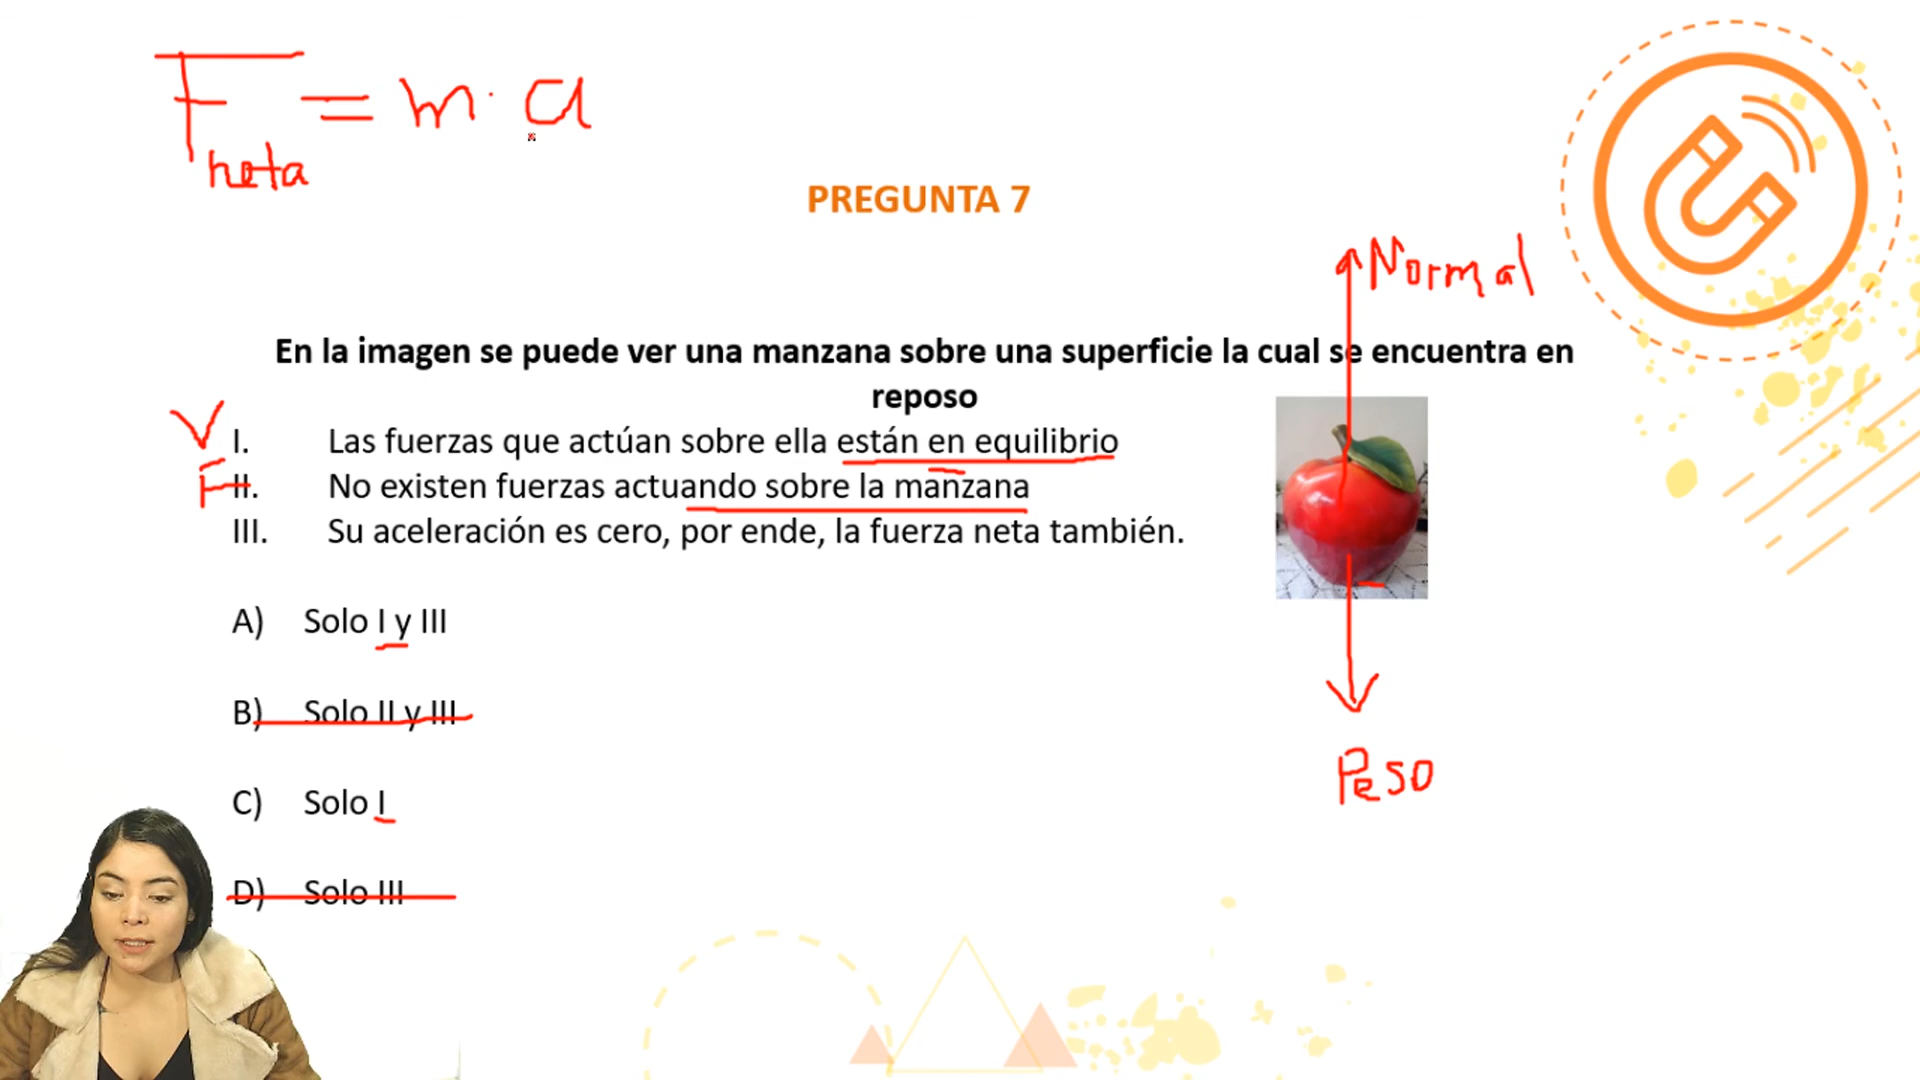 F = m · a
neta
PREGUNTA 7
Normal
En la imagen se puede ver una manzana sobre una superficie la cual se encuentra en
reposo
V I. Las fuerzas que actúan sobre ella están en equilibrio
F II. No existen fuerzas actuando sobre la manzana
III. Su aceleración es cero, por ende, la fuerza neta también.
A) Solo I y III
B) Solo II y III
Peso
C) Solo I
D) Solo III